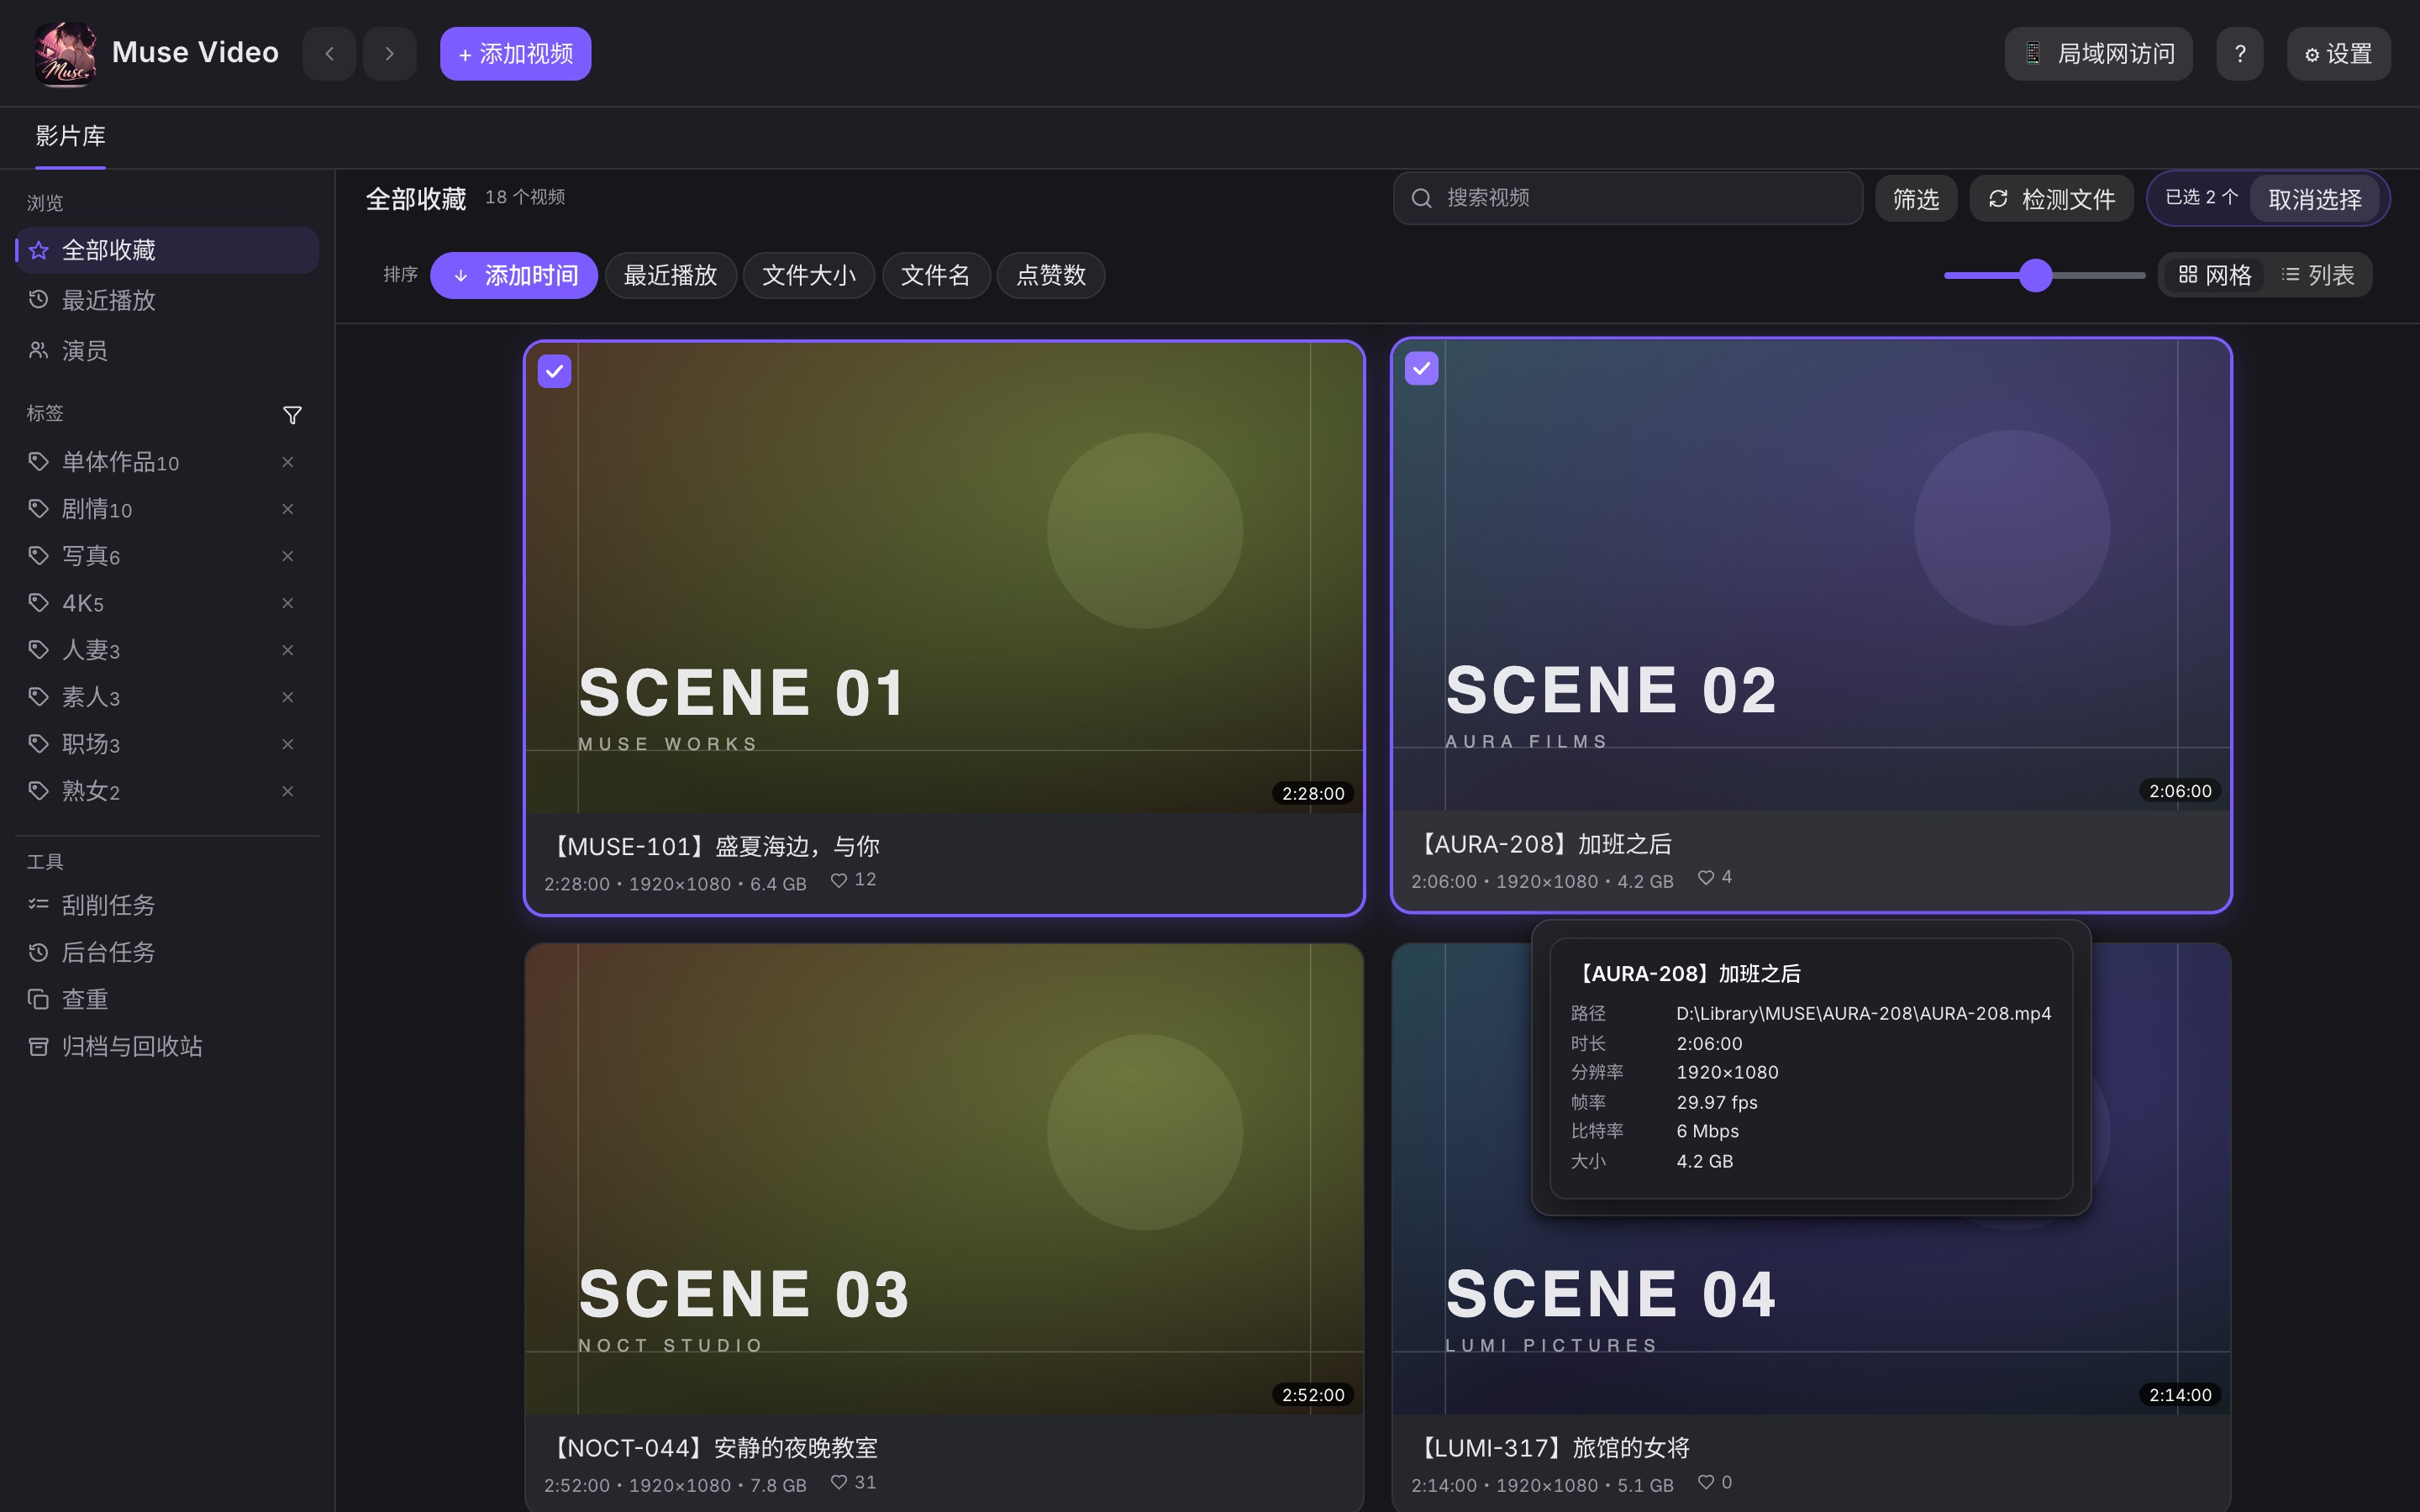 Muse
Muse Video
+ 添加视频
局域网访问
?
设置
影片库
浏览
全部收藏
最近播放
演员
标签
单体作品10
剧情10
写真6
4K5
人妻3
素人3
职场3
熟女2
工具
刮削任务
后台任务
查重
归档与回收站
全部收藏 18 个视频
搜索视频
筛选
检测文件
已选 2 个
取消选择
排序
↓ 添加时间
最近播放
文件大小
文件名
点赞数
网格
列表
SCENE 01
MUSE WORKS
2:28:00
【MUSE-101】盛夏海边，与你
2:28:00 • 1920×1080 • 6.4 GB ♡ 12
SCENE 02
AURA FILMS
2:06:00
【AURA-208】加班之后
2:06:00 • 1920×1080 • 4.2 GB ♡ 4
【AURA-208】加班之后
路径 D:\Library\MUSE\AURA-208\AURA-208.mp4
时长 2:06:00
分辨率 1920×1080
帧率 29.97 fps
比特率 6 Mbps
大小 4.2 GB
SCENE 03
NOCT STUDIO
2:52:00
【NOCT-044】安静的夜晚教室
2:52:00 • 1920×1080 • 7.8 GB ♡ 31
SCENE 04
LUMI PICTURES
2:14:00
【LUMI-317】旅馆的女将
2:14:00 • 1920×1080 • 5.1 GB ♡ 0